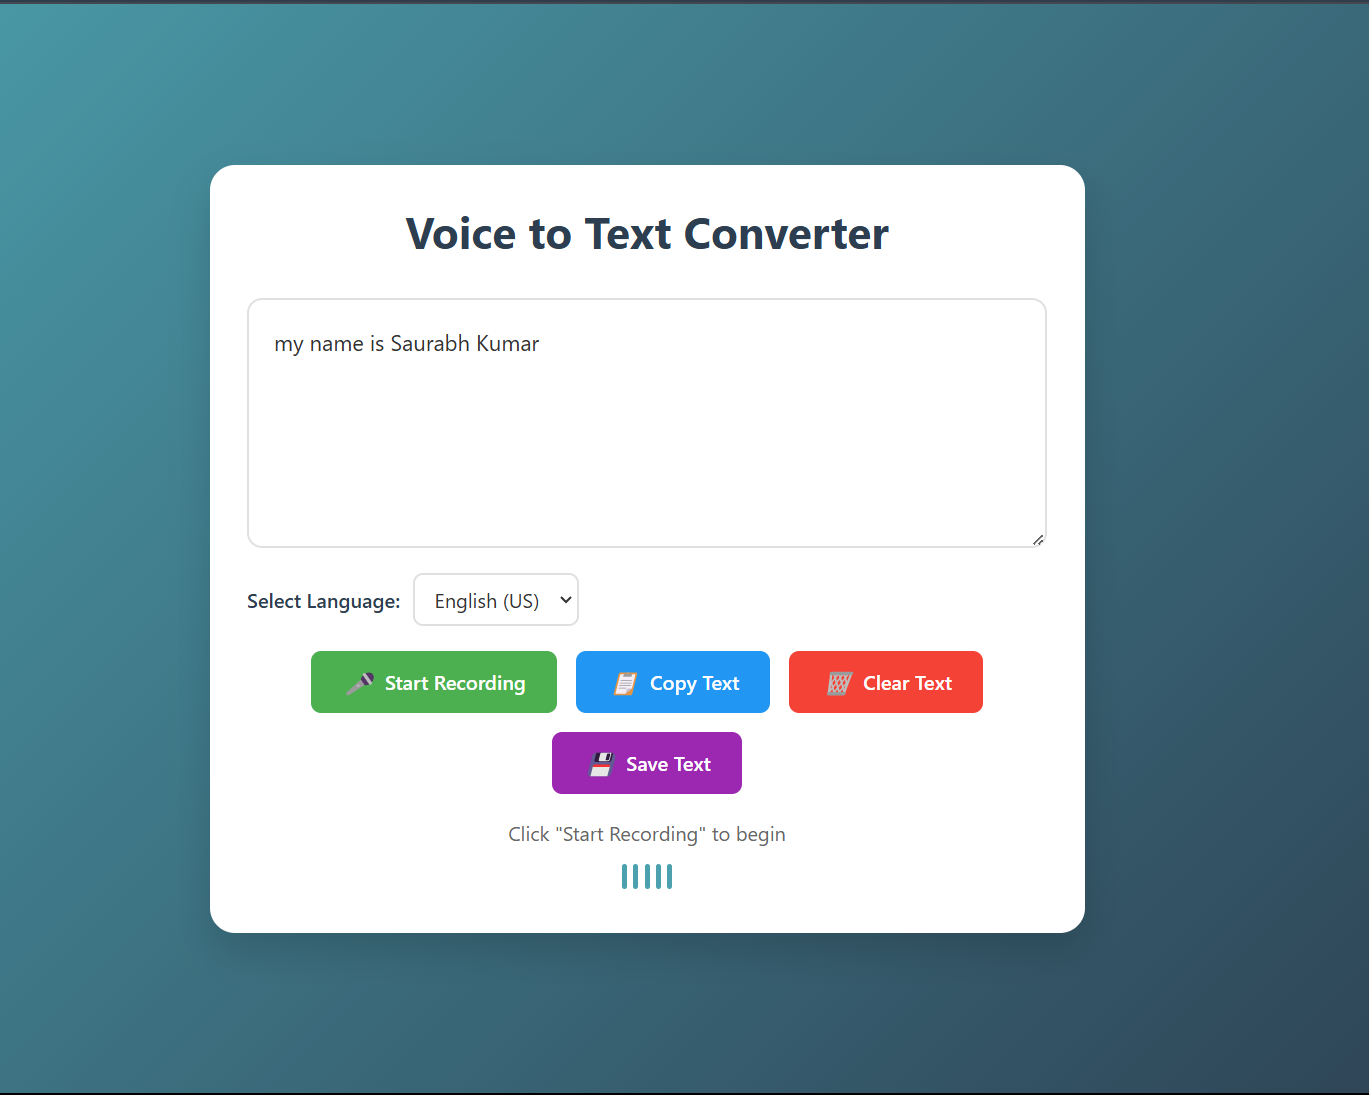 Voice to Text Converter
my name is Saurabh Kumar
Select Language: English (US)
Start Recording Copy Text Clear Text
Save Text
Click "Start Recording" to begin